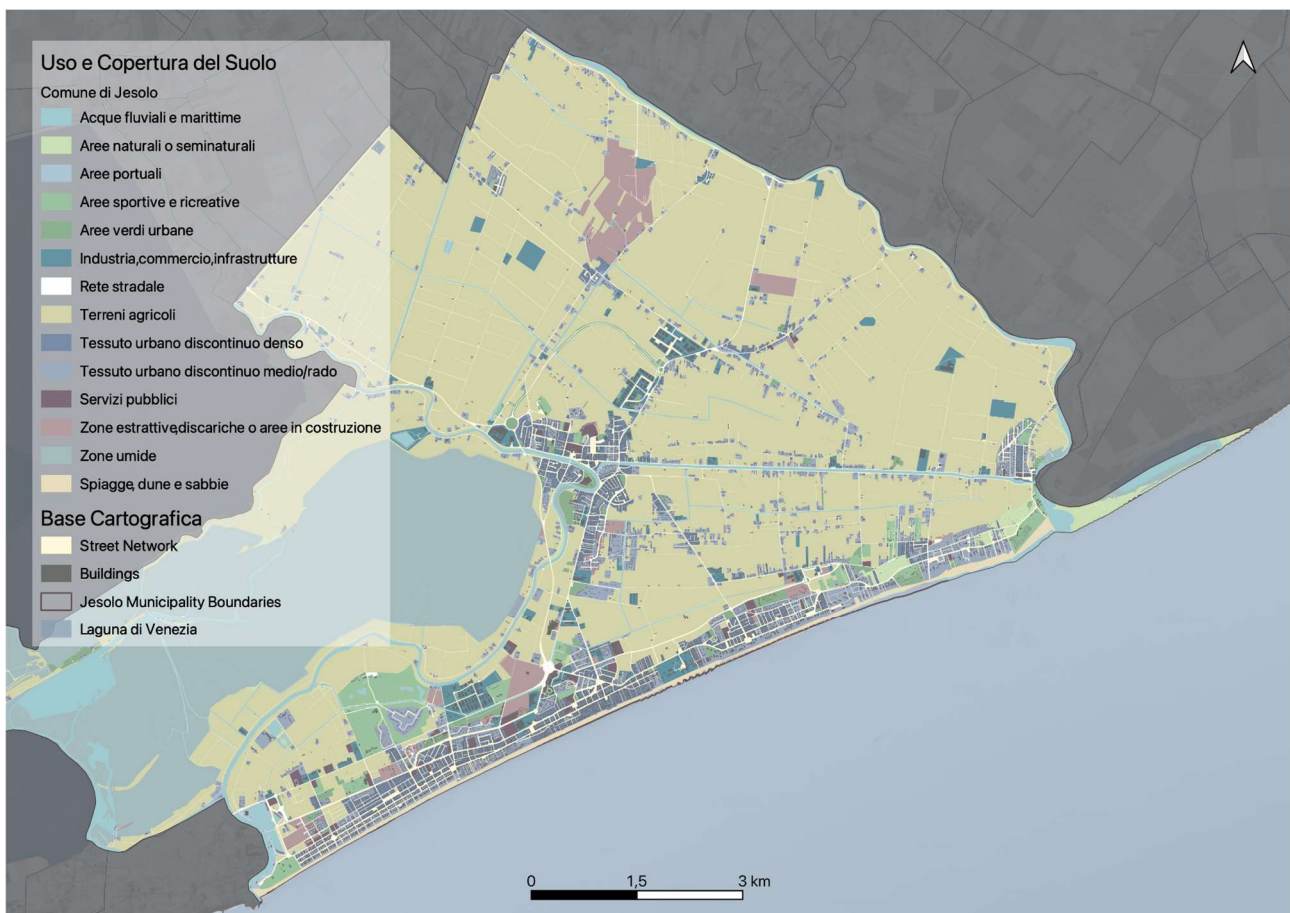 Uso e Copertura del Suolo
Comune di Jesolo
Acque fluviali e marittime
Aree naturali o seminaturali
Aree portuali
Aree sportive e ricreative
Aree verdi urbane
Industria,commercio,infrastrutture
Rete stradale
Terreni agricoli
Tessuto urbano discontinuo denso
Tessuto urbano discontinuo medio/rado
Servizi pubblici
Zone estrattive,discariche o aree in costruzione
Zone umide
Spiagge, dune e sabbie
Base Cartografica
Street Network
Buildings
Jesolo Municipality Boundaries
Laguna di Venezia
0 1,5 3 km